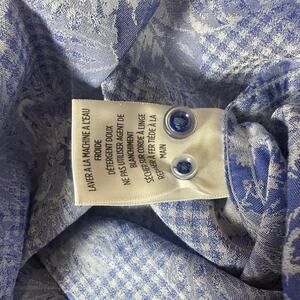 LAVER À LA MACHINE À L'EAU
FROIDE
DÉTERGENT DOUX
NE PAS UTILISER AGENT DE
BLANCHIMENT
SÉCHER SUR CORDE À LINGE
REPASSER À FER TIÈDE À LA
MAIN